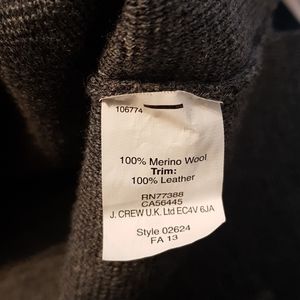 106774
100% Merino Wool
Trim:
100% Leather
RN77388
CA56445
J. CREW U.K. Ltd EC4V 6JA
Style 02624
FA 13